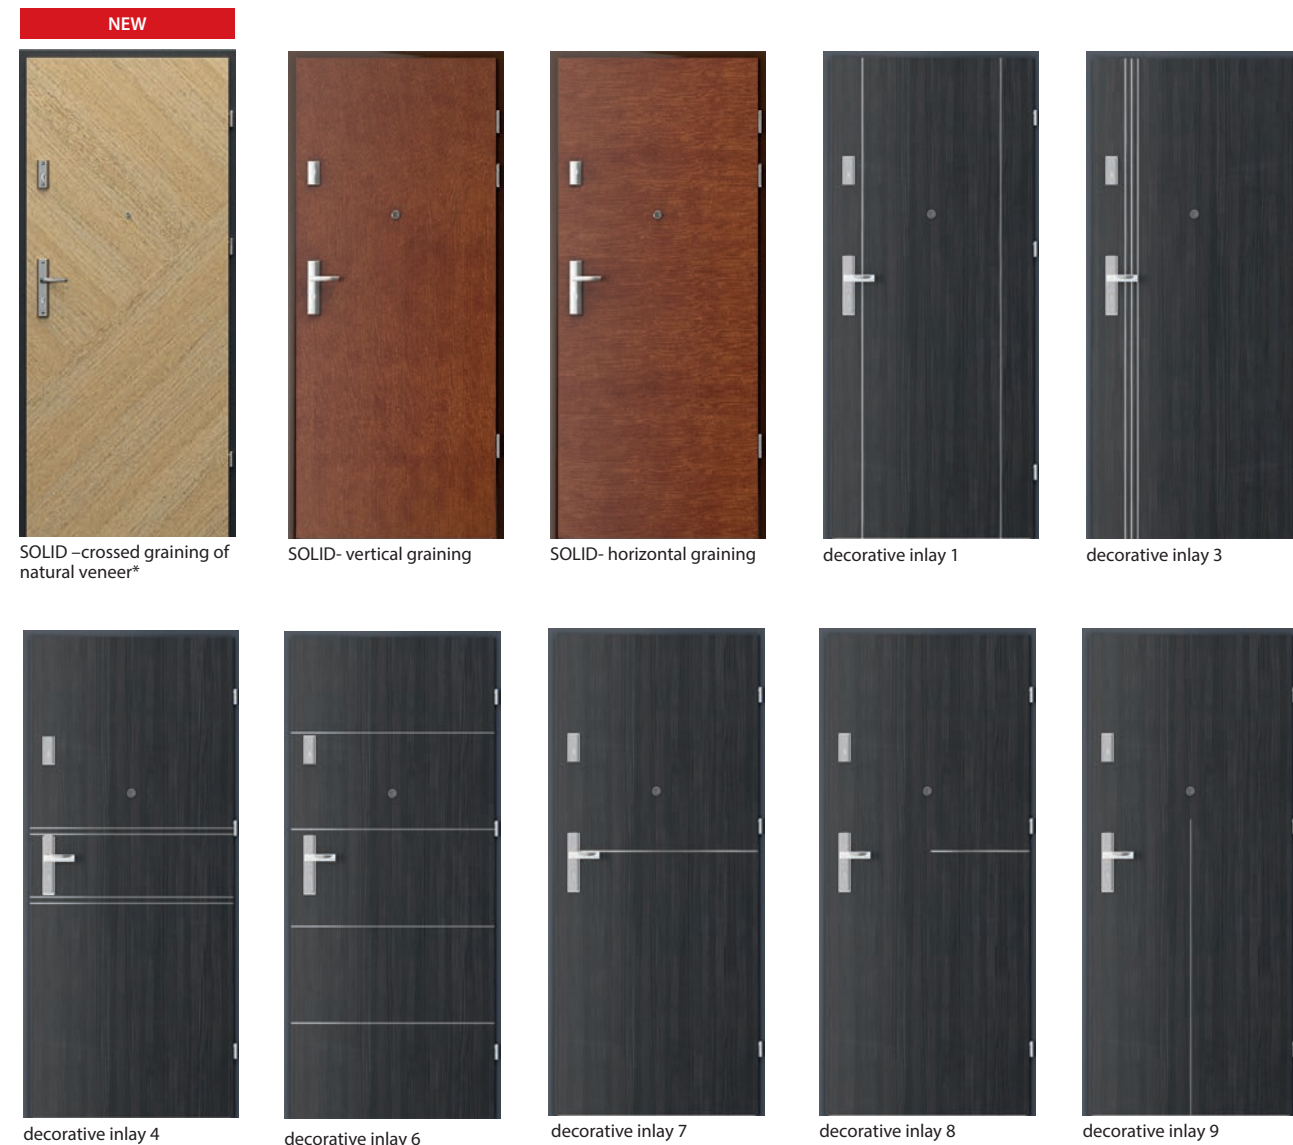 NEW
SOLID –crossed graining of
natural veneer*
SOLID- vertical graining
SOLID- horizontal graining
decorative inlay 1
decorative inlay 3
decorative inlay 4
decorative inlay 6
decorative inlay 7
decorative inlay 8
decorative inlay 9